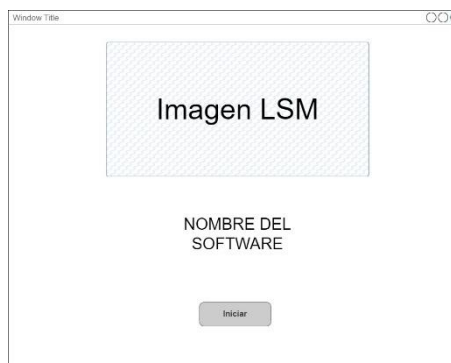 Window Title
Imagen LSM
NOMBRE DEL
SOFTWARE
Iniciar